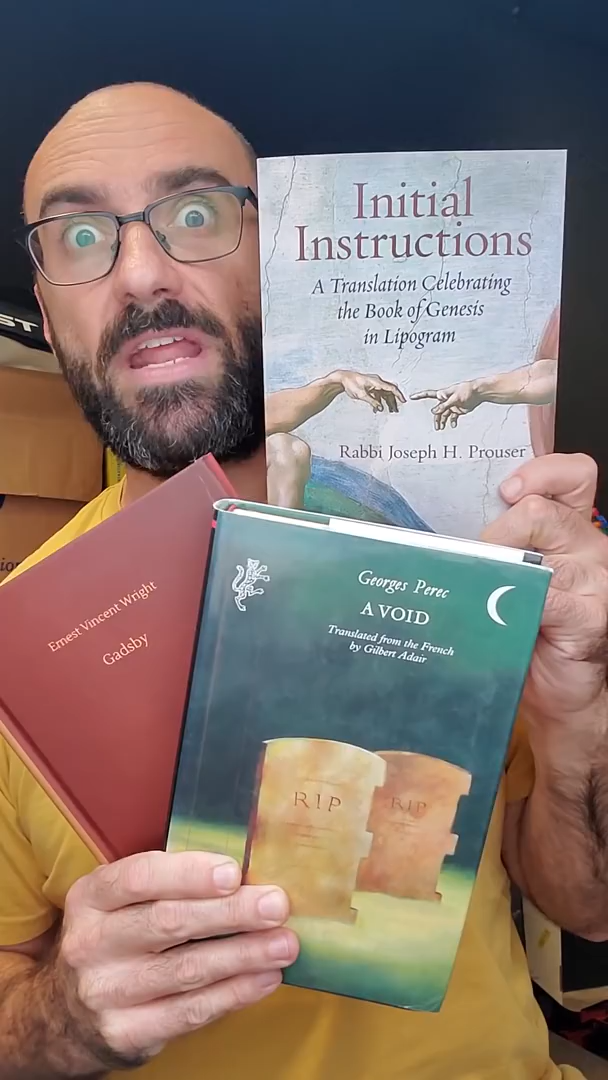 ST
Initial
Instructions
A Translation Celebrating
the Book of Genesis
in Lipogram
Rabbi Joseph H. Prouser
Ernest Vincent Wright
Gadsby
Georges Perec
A VOID
Translated from the French
by Gilbert Adair
RIP
RIP